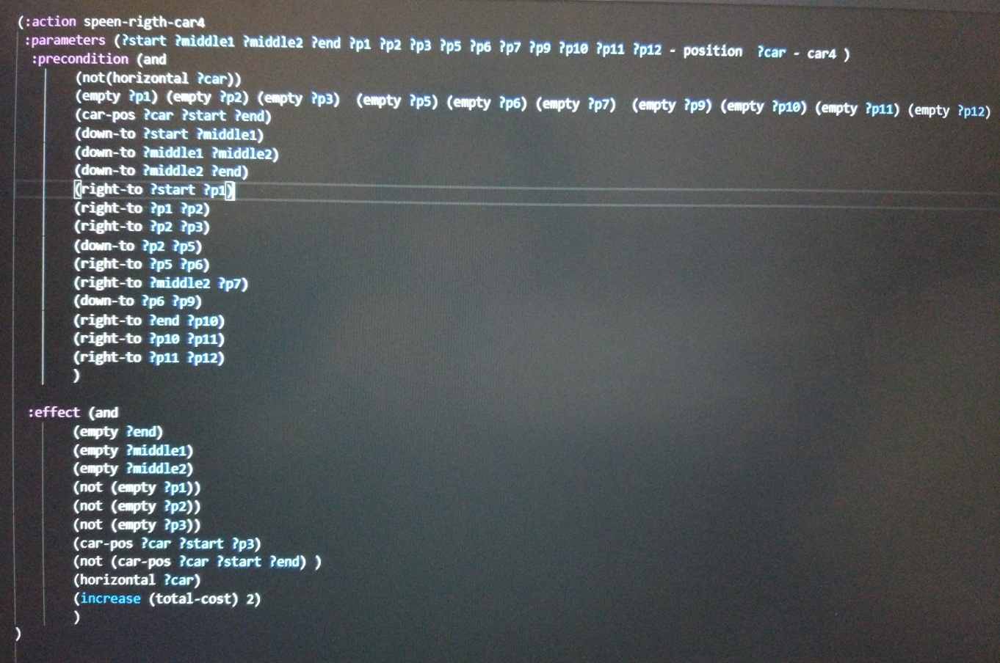 (:action speen-rigth-car4
:parameters (?start ?middle1 ?middle2 ?end ?p1 ?p2 ?p3 ?p5 ?p6 ?p7 ?p9 ?p10 ?p11 ?p12 - position ?car - car4 )
:precondition (and
(not(horizontal ?car))
(empty ?p1) (empty ?p2) (empty ?p3) (empty ?p5) (empty ?p6) (empty ?p7) (empty ?p9) (empty ?p10) (empty ?p11) (empty ?p12)
(car-pos ?car ?start ?end)
(down-to ?start ?middle1)
(down-to ?middle1 ?middle2)
(down-to ?middle2 ?end)
(right-to ?start ?p1)
(right-to ?p1 ?p2)
(right-to ?p2 ?p3)
(down-to ?p2 ?p5)
(right-to ?p5 ?p6)
(right-to ?middle2 ?p7)
(down-to ?p6 ?p9)
(right-to ?end ?p10)
(right-to ?p10 ?p11)
(right-to ?p11 ?p12)
)
:effect (and
(empty ?end)
(empty ?middle1)
(empty ?middle2)
(not (empty ?p1))
(not (empty ?p2))
(not (empty ?p3))
(car-pos ?car ?start ?p3)
(not (car-pos ?car ?start ?end) )
(horizontal ?car)
(increase (total-cost) 2)
)
)